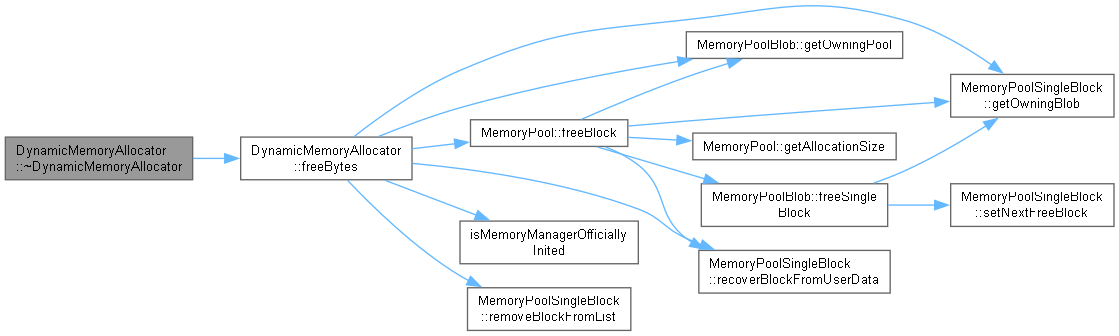 DynamicMemoryAllocator
::~DynamicMemoryAllocator
DynamicMemoryAllocator
::freeBytes
MemoryPool::freeBlock
isMemoryManagerOfficially
Inited
MemoryPoolSingleBlock
::removeBlockFromList
MemoryPoolBlob::getOwningPool
MemoryPool::getAllocationSize
MemoryPoolBlob::freeSingle
Block
MemoryPoolSingleBlock
::recoverBlockFromUserData
MemoryPoolSingleBlock
::getOwningBlob
MemoryPoolSingleBlock
::setNextFreeBlock